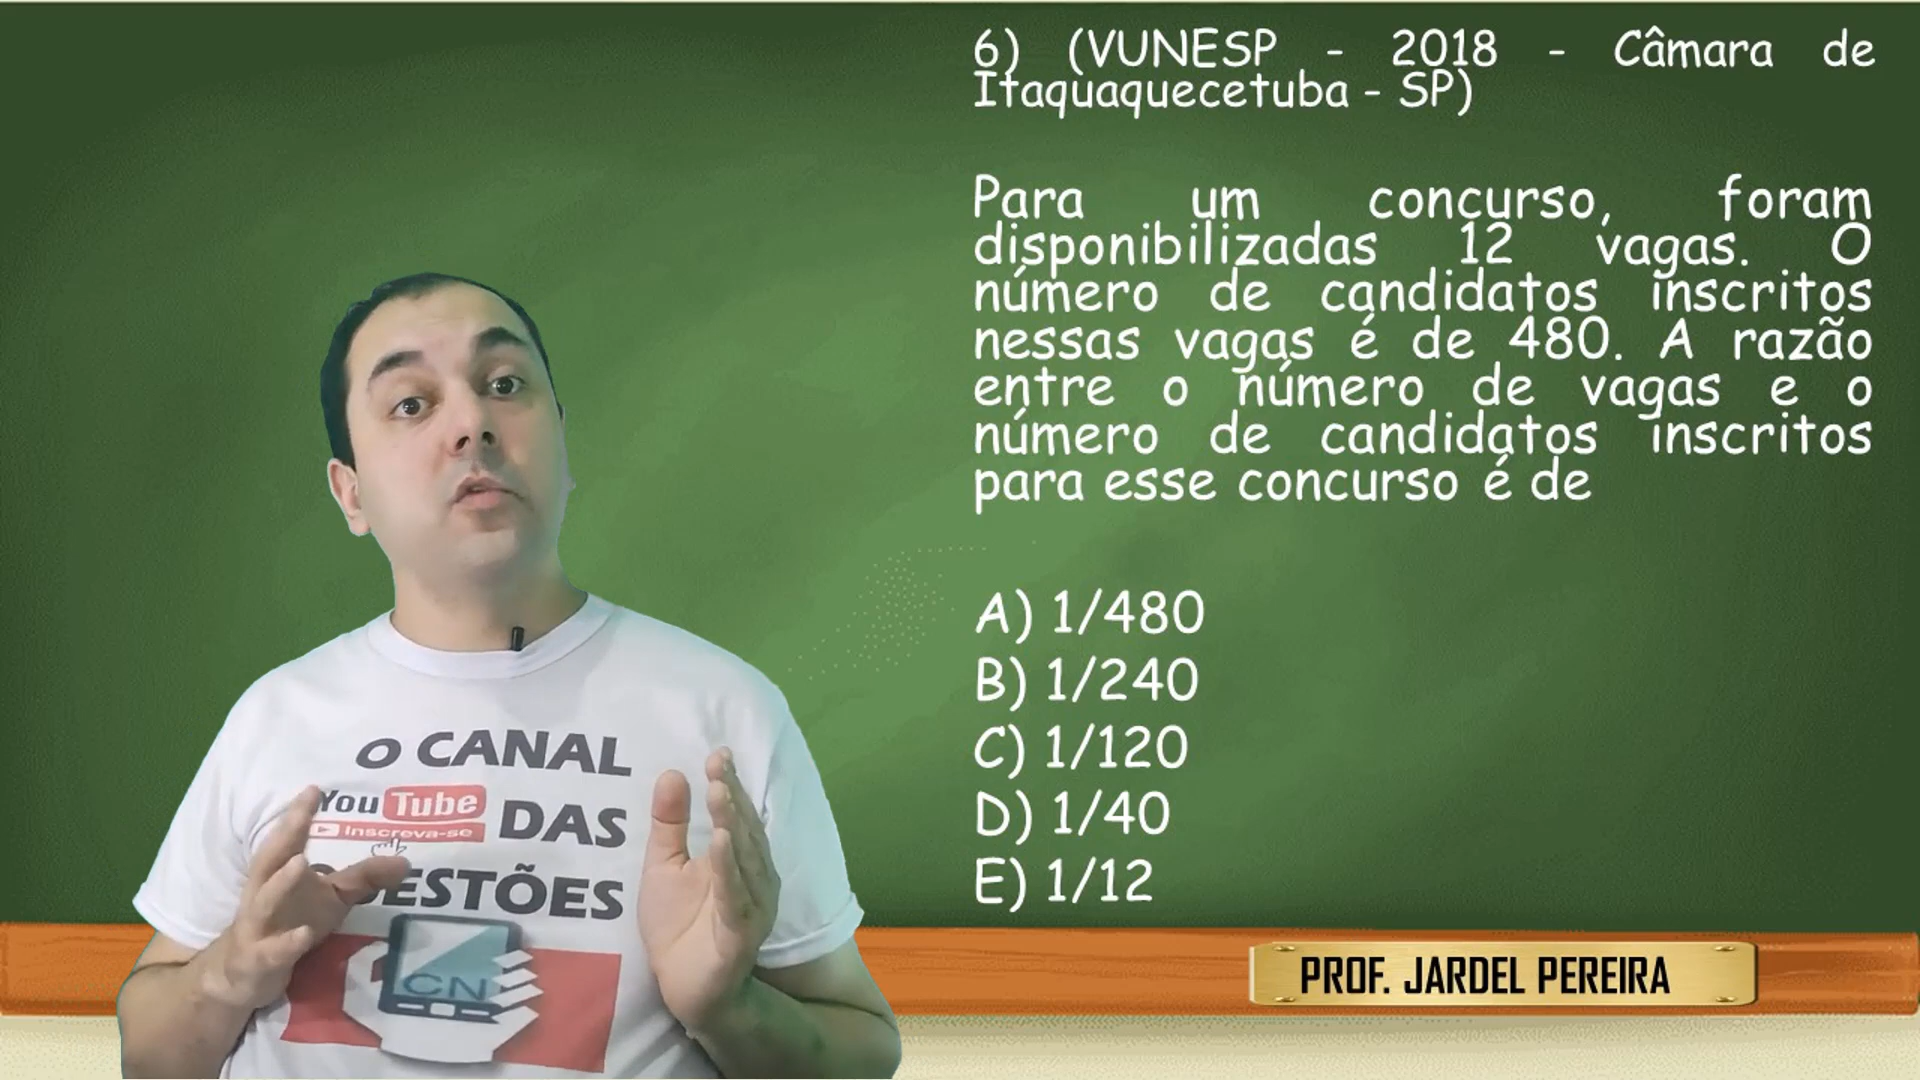 6) (VUNESP - 2018 - Câmara de
Itaquaquecetuba - SP)
Para um concurso, foram
disponibilizadas 12 vagas. O
número de candidatos inscritos
nessas vagas é de 480. A razão
entre o número de vagas e o
número de candidatos inscritos
para esse concurso é de
A) 1/480
B) 1/240
C) 1/120
D) 1/40
E) 1/12
O CANAL
YouTube DAS
Inscreva-se
ESTÕES
CN
PROF. JARDEL PEREIRA